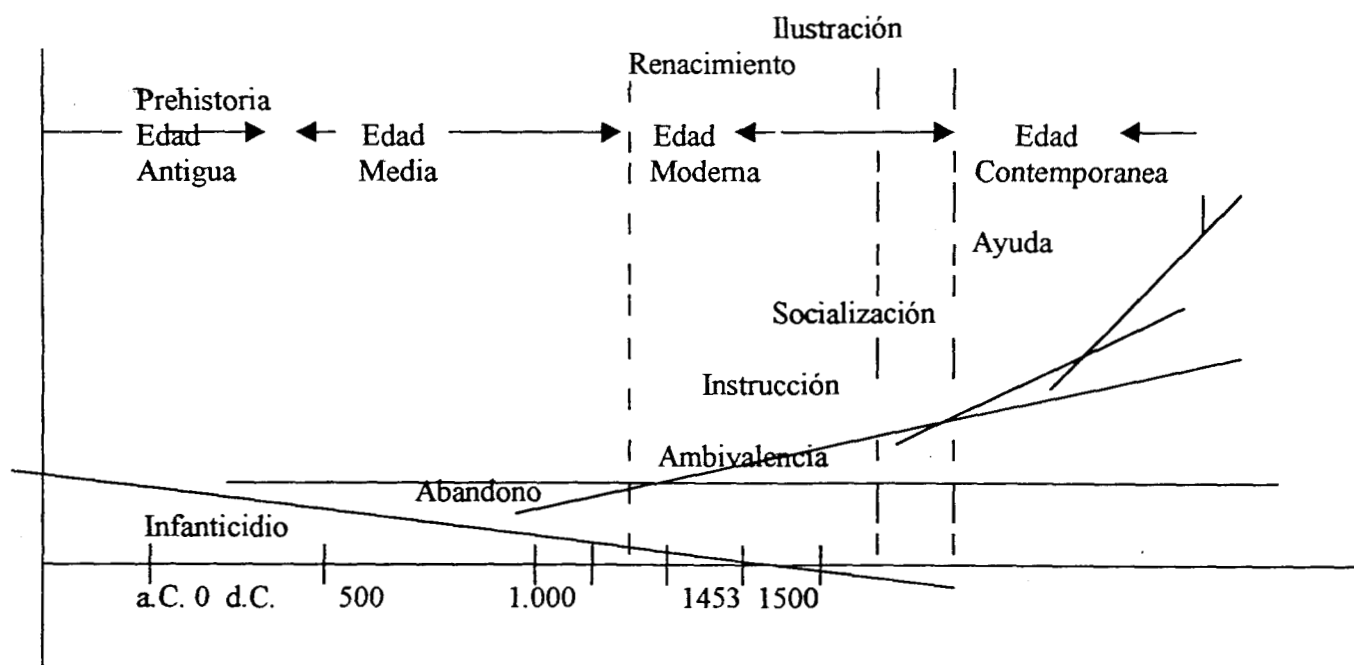 Ilustración
Renacimiento
Prehistoria
Edad Antigua
Edad Media
Edad Moderna
Edad Contemporanea
Ayuda
Socialización
Instrucción
Ambivalencia
Abandono
Infanticidio
a.C. 0 d.C. 500 1.000 1453 1500